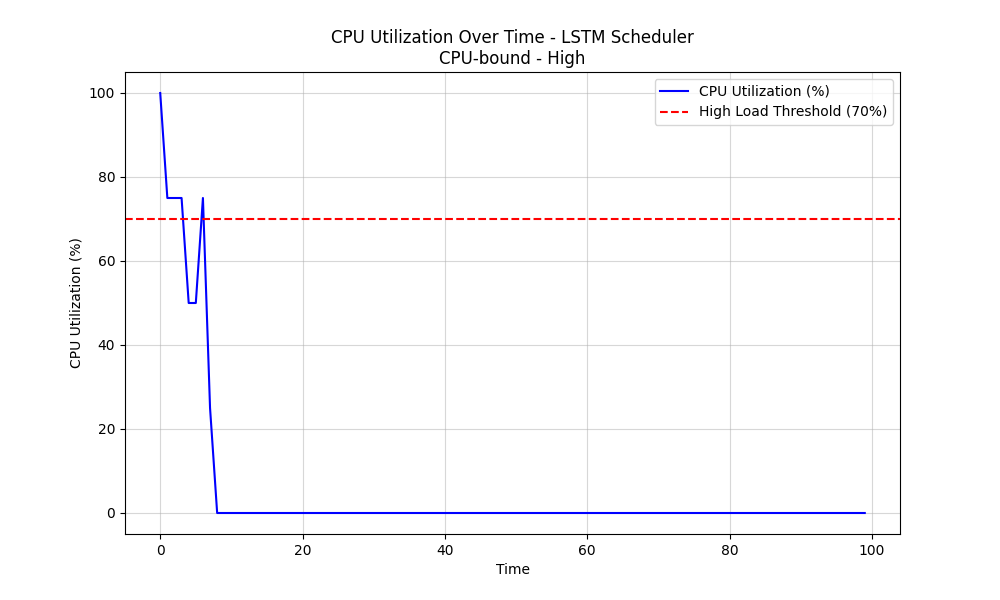 CPU Utilization Over Time - LSTM Scheduler
CPU-bound - High
CPU Utilization (%)
High Load Threshold (70%)
100
80
60
40
20
0
CPU Utilization (%)
0 20 40 60 80 100
Time